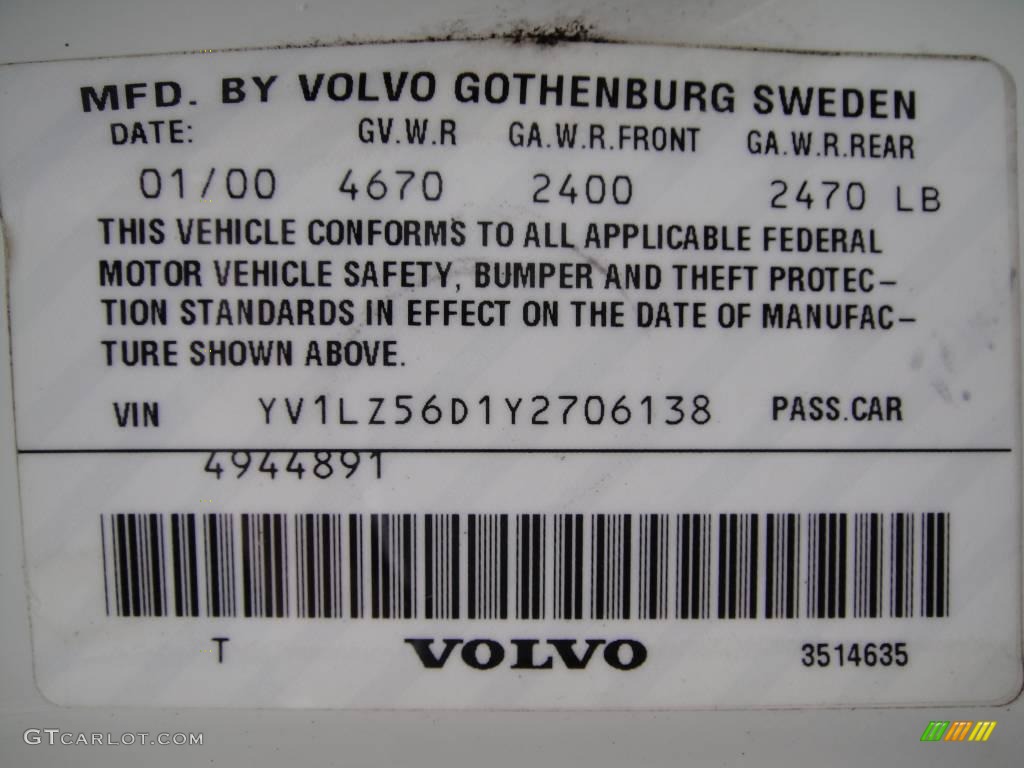 MFD. BY VOLVO GOTHENBURG SWEDEN
DATE: GV.W.R GA.W.R.FRONT GA.W.R.REAR
01/00 4670 2400 2470 LB
THIS VEHICLE CONFORMS TO ALL APPLICABLE FEDERAL
MOTOR VEHICLE SAFETY, BUMPER AND THEFT PROTEC-
TION STANDARDS IN EFFECT ON THE DATE OF MANUFAC-
TURE SHOWN ABOVE.
VIN YV1LZ56D1Y2706138 PASS.CAR
4944891
T VOLVO 3514635
GTCARLOT.COM